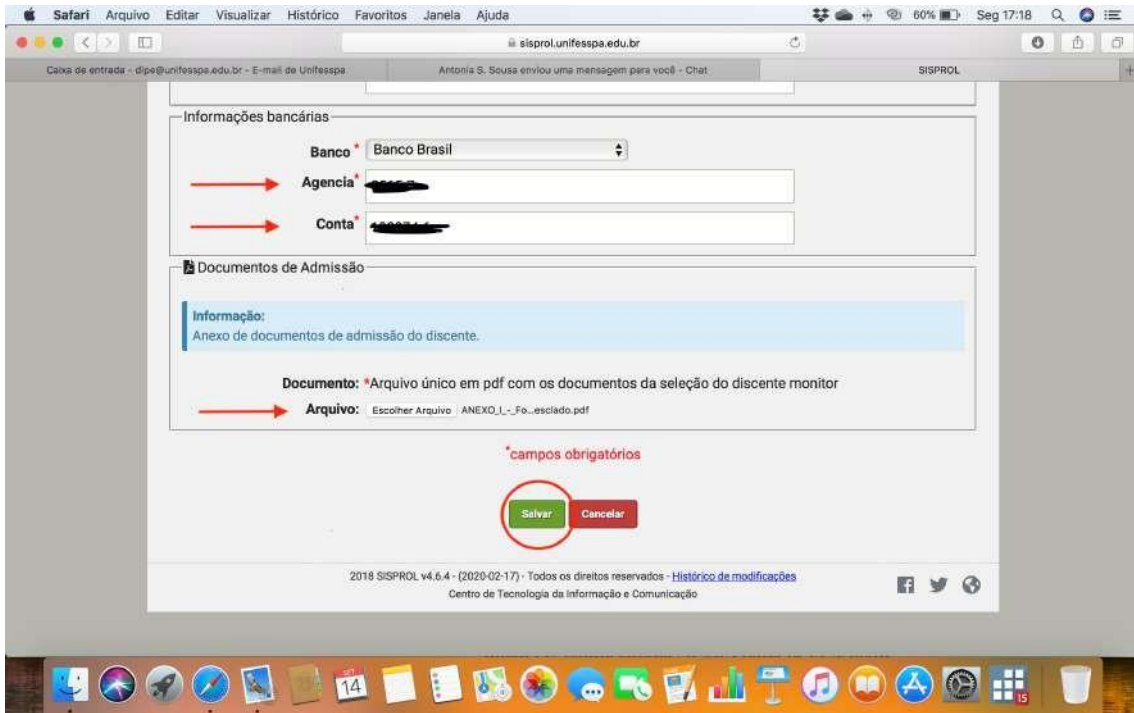 Safari Arquivo Editar Visualizar Histórico Favoritos Janela Ajuda 60% Seg 17:18
sisprol.unifesspa.edu.br
Caixa de entrada - dipe@unifesspa.edu.br - E-mail de Unifesspa Antonia S. Sousa enviou uma mensagem para você - Chat SISPROL
Informações bancárias
Banco * Banco Brasil
Agencia*
Conta*
Documentos de Admissão
Informação:
Anexo de documentos de admissão do discente.
Documento: *Arquivo único em pdf com os documentos da seleção do discente monitor
Arquivo: Escolher Arquivo ANEXO_I_-_Fo...esclado.pdf
*campos obrigatórios
Salvar Cancelar
2018 SISPROL v4.6.4 - (2020-02-17) - Todos os direitos reservados - Histórico de modificações
Centro de Tecnologia da Informação e Comunicação
14
15